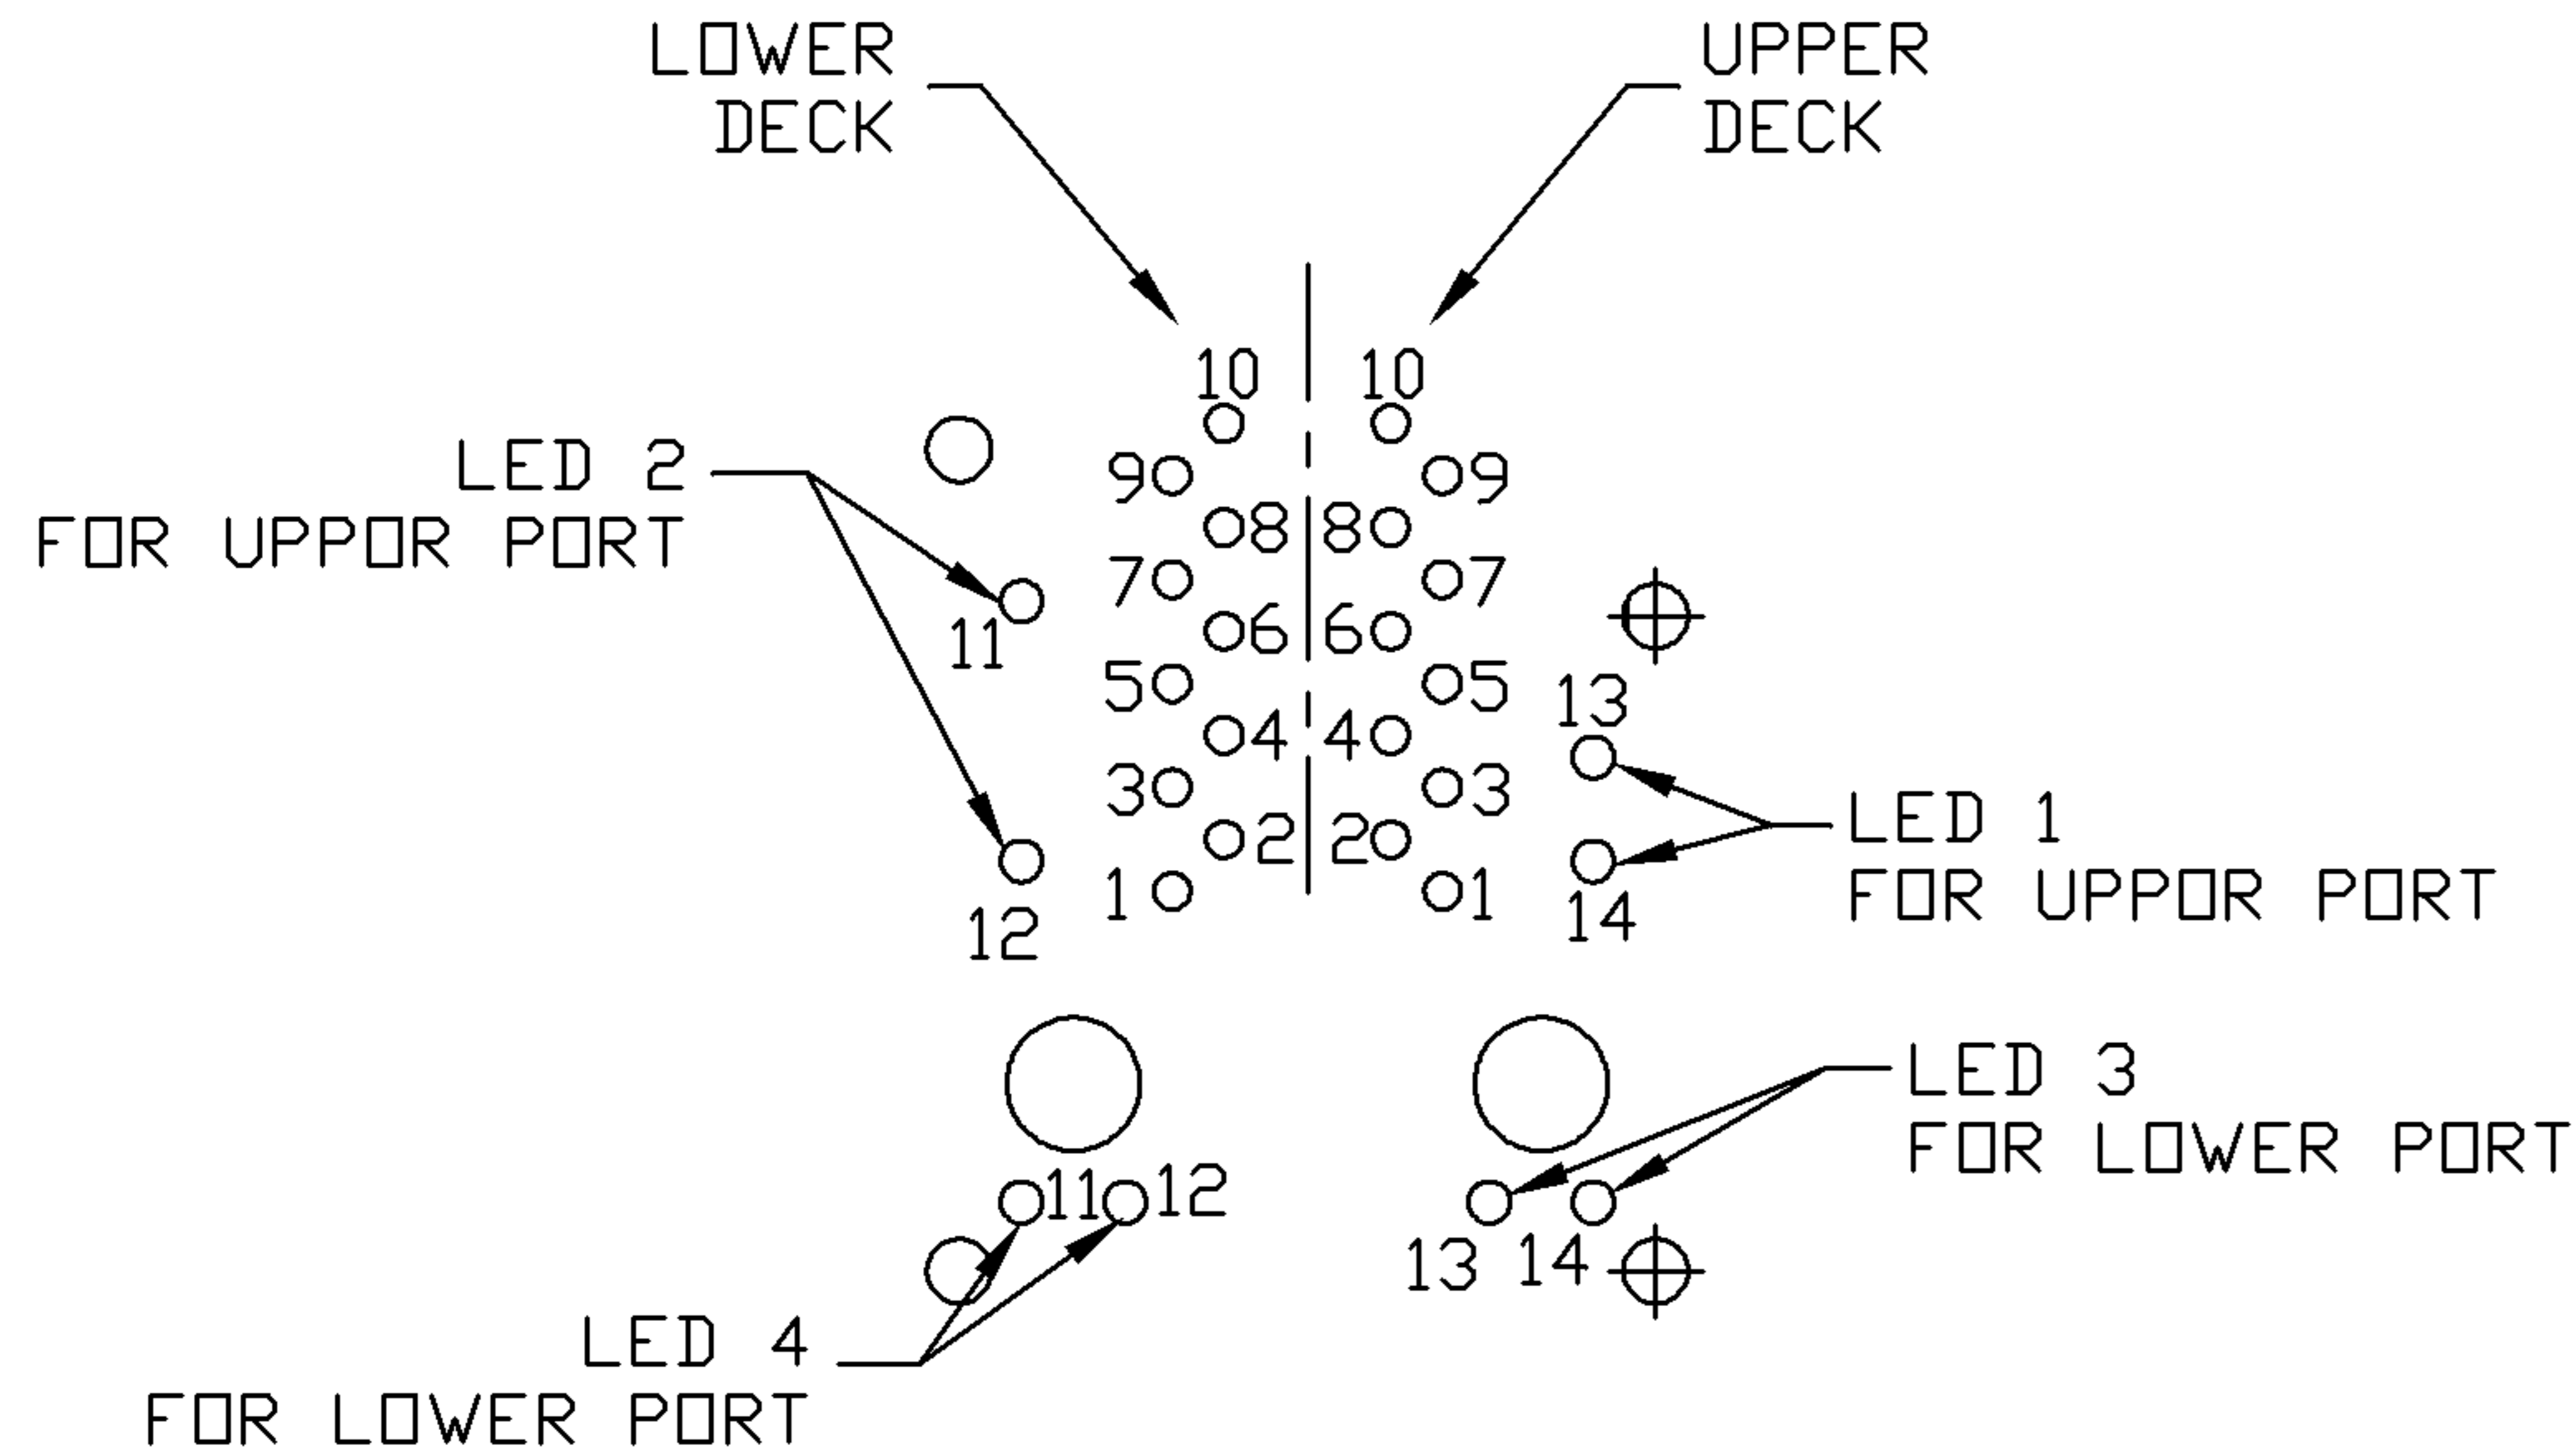 LOWER
DECK
UPPER
DECK
10 10
LED 2
FOR UPPOR PORT
9 9
8 8
7 7
11
6 6
5 5
13
4 4
3 3
LED 1
FOR UPPOR PORT
2 2
1 1
14
12
LED 3
FOR LOWER PORT
11 12
13 14
LED 4
FOR LOWER PORT